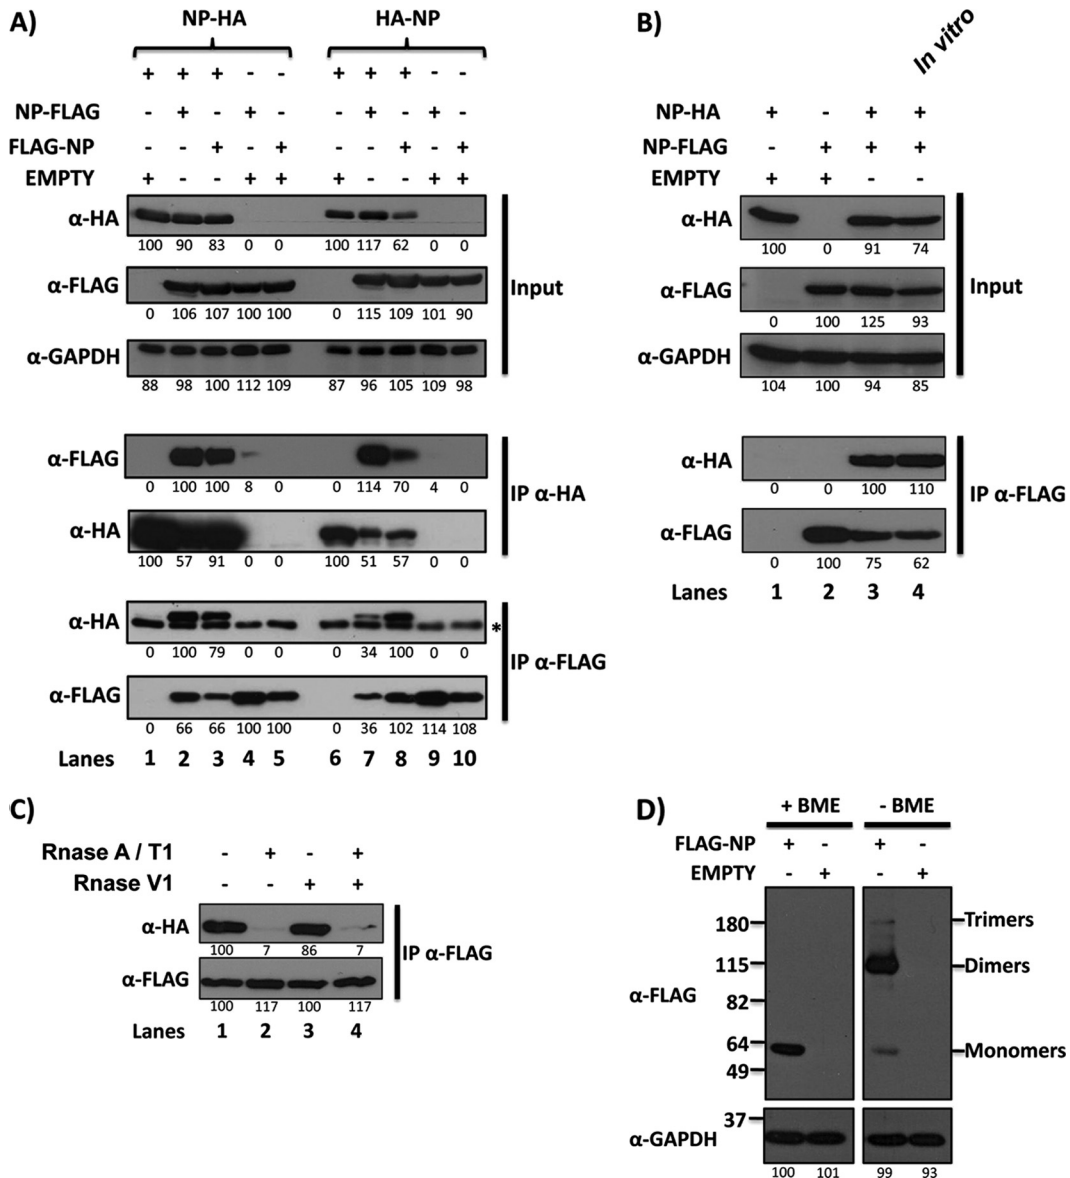 A)
NP-HA HA-NP
+ + + - - + + + - -
NP-FLAG - + - + - - + - + -
FLAG-NP - - + - + - - + - +
EMPTY + - - + + + - - + +
α-HA
100 90 83 0 0 100 117 62 0 0
α-FLAG
0 106 107 100 100 0 115 109 101 90
α-GAPDH
88 98 100 112 109 87 96 105 109 98
Input
α-FLAG
0 100 100 8 0 0 114 70 4 0
α-HA
100 57 91 0 0 100 51 57 0 0
IP α-HA
α-HA
*
0 100 79 0 0 0 34 100 0 0
α-FLAG
0 66 66 100 100 0 36 102 114 108
IP α-FLAG
Lanes 1 2 3 4 5 6 7 8 9 10
B)
In vitro
NP-HA + - + +
NP-FLAG - + + +
EMPTY + + - -
α-HA
100 0 91 74
α-FLAG
0 100 125 93
α-GAPDH
104 100 94 85
Input
α-HA
0 0 100 110
α-FLAG
0 100 75 62
IP α-FLAG
Lanes 1 2 3 4
C)
Rnase A / T1 - + - +
Rnase V1 - - + +
α-HA
100 7 86 7
α-FLAG
100 117 100 117
IP α-FLAG
Lanes 1 2 3 4
D)
+ BME - BME
FLAG-NP + - + -
EMPTY - + - +
180
115
82
64
49
37
α-FLAG
Trimers
Dimers
Monomers
α-GAPDH
100 101 99 93